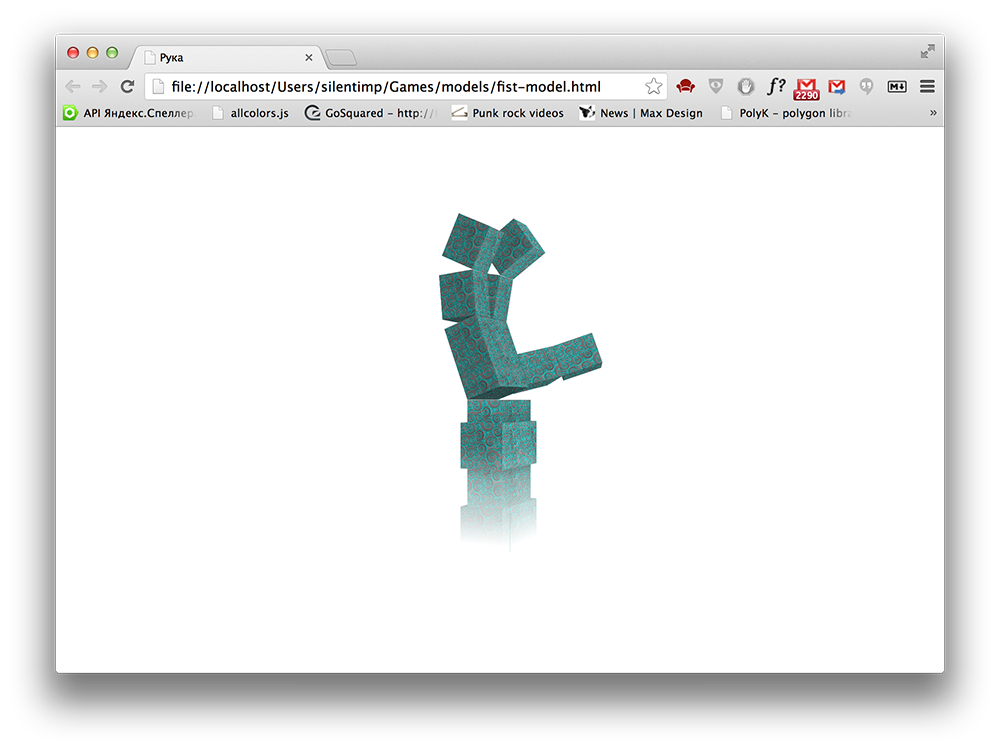 Рука
file://localhost/Users/silentimp/Games/models/fist-model.html
f?
2290
M
API Яндекс.Спеллер
allcolors.js
GoSquared – http://
Punk rock videos
News | Max Design
PolyK – polygon libra
»